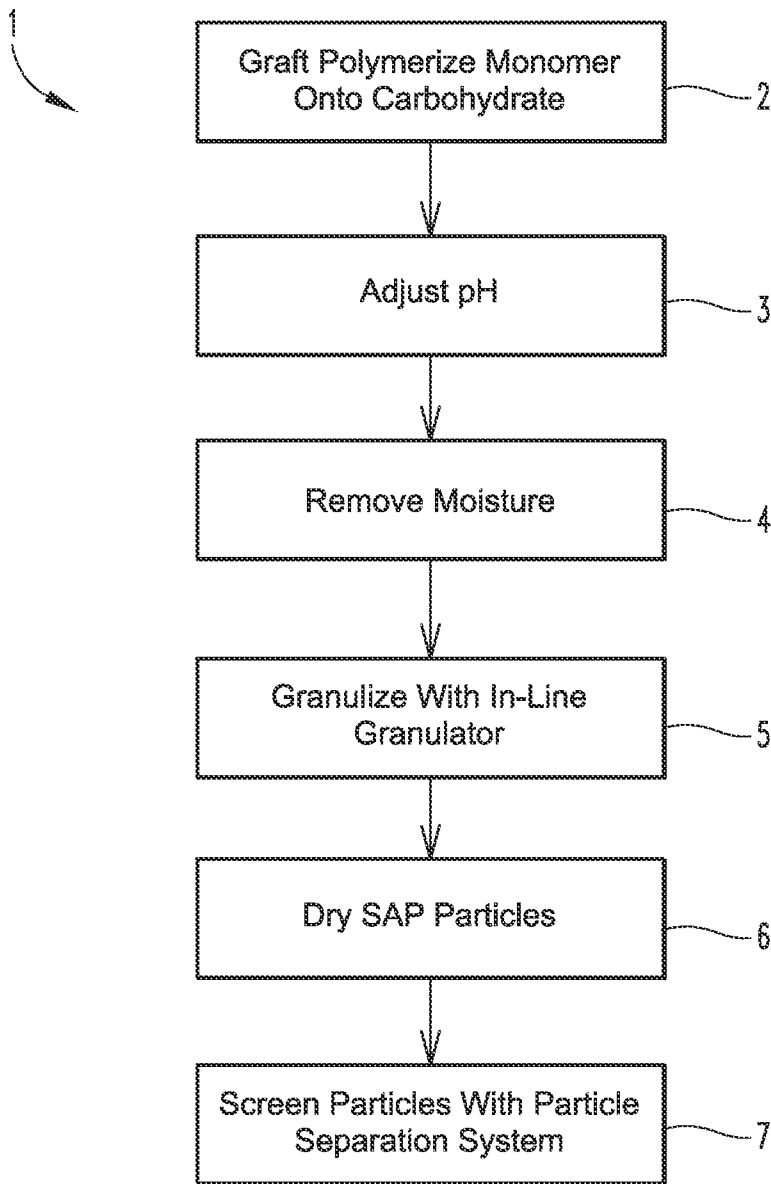 1
Graft Polymerize Monomer
Onto Carbohydrate
2
Adjust pH
3
Remove Moisture
4
Granulize With In-Line
Granulator
5
Dry SAP Particles
6
Screen Particles With Particle
Separation System
7